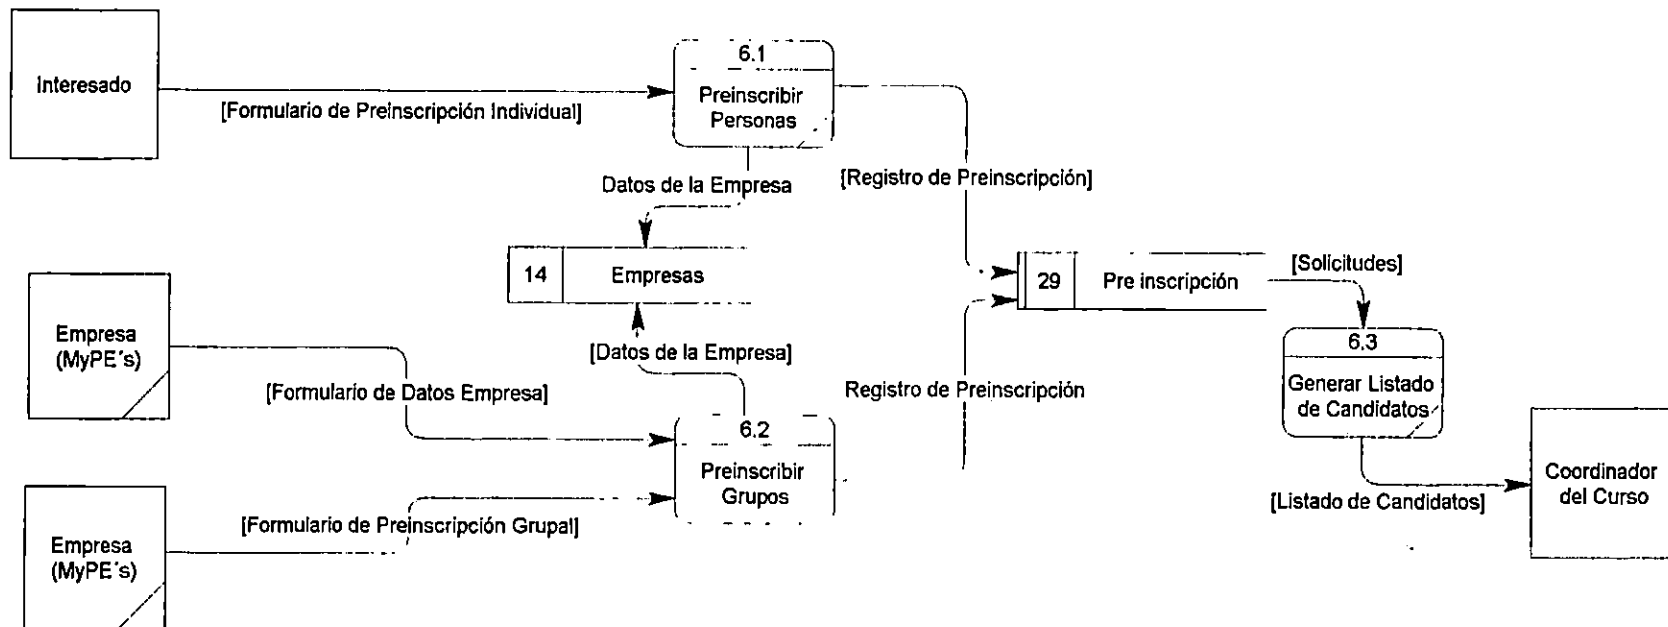 Interesado
[Formulario de Preinscripción Individual]
6.1
Preinscribir
Personas
Datos de la Empresa
[Registro de Preinscripción]
14
Empresas
29
Pre inscripción
[Solicitudes]
Empresa
(MyPE´s)
[Formulario de Datos Empresa]
[Datos de la Empresa]
Registro de Preinscripción
6.3
Generar Listado
de Candidatos
6.2
Preinscribir
Grupos
[Listado de Candidatos]
Coordinador
del Curso
Empresa
(MyPE´s)
[Formulario de Preinscripción Grupal]